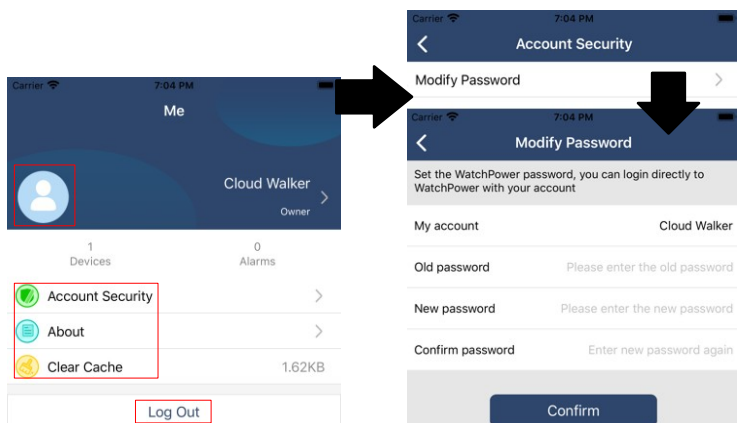 Carrier 7:04 PM
Me
Cloud Walker
Owner
1 0
Devices Alarms
Account Security
About
Clear Cache 1.62KB
Log Out
Carrier 7:04 PM
Account Security
Modify Password
Carrier 7:04 PM
Modify Password
Set the WatchPower password, you can login directly to
WatchPower with your account
My account Cloud Walker
Old password Please enter the old password
New password Please enter the new password
Confirm password Enter new password again
Confirm